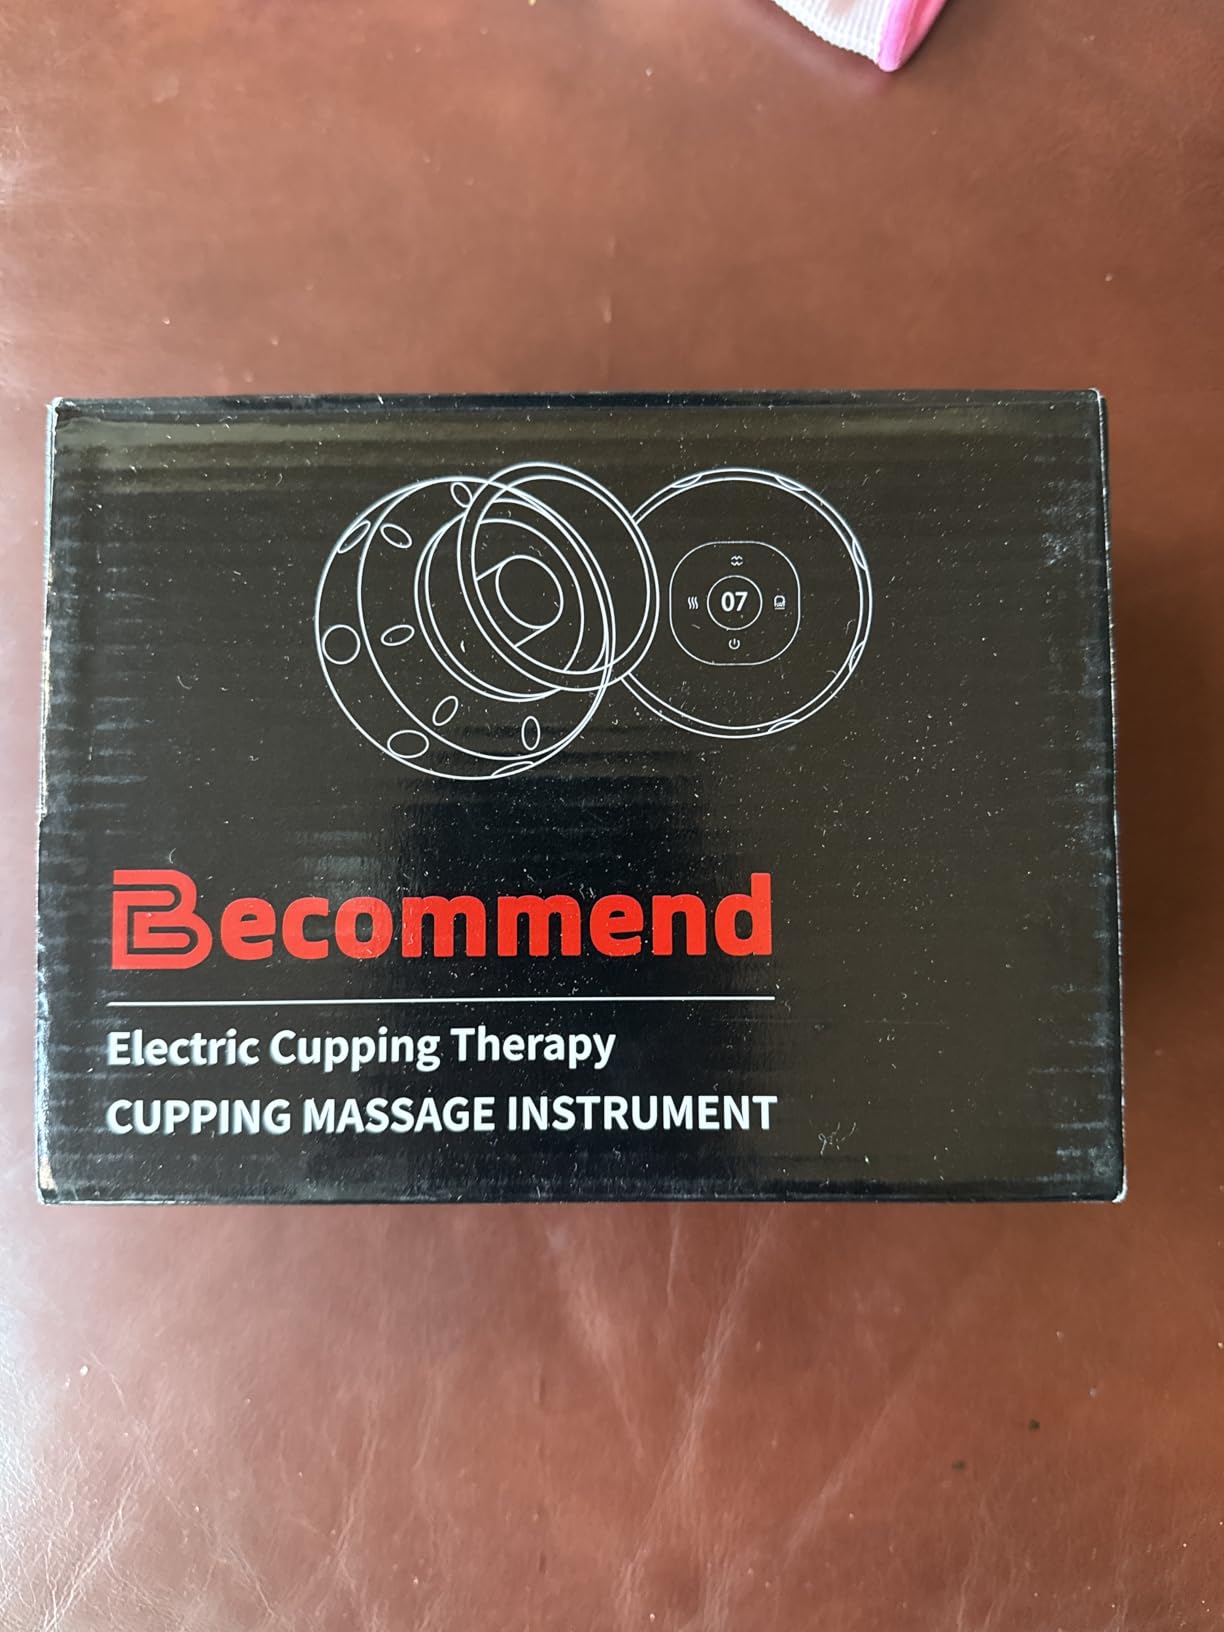 07
Becommend
Electric Cupping Therapy
CUPPING MASSAGE INSTRUMENT